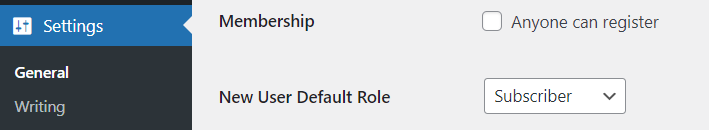 Settings
General
Writing
Membership
Anyone can register
New User Default Role
Subscriber